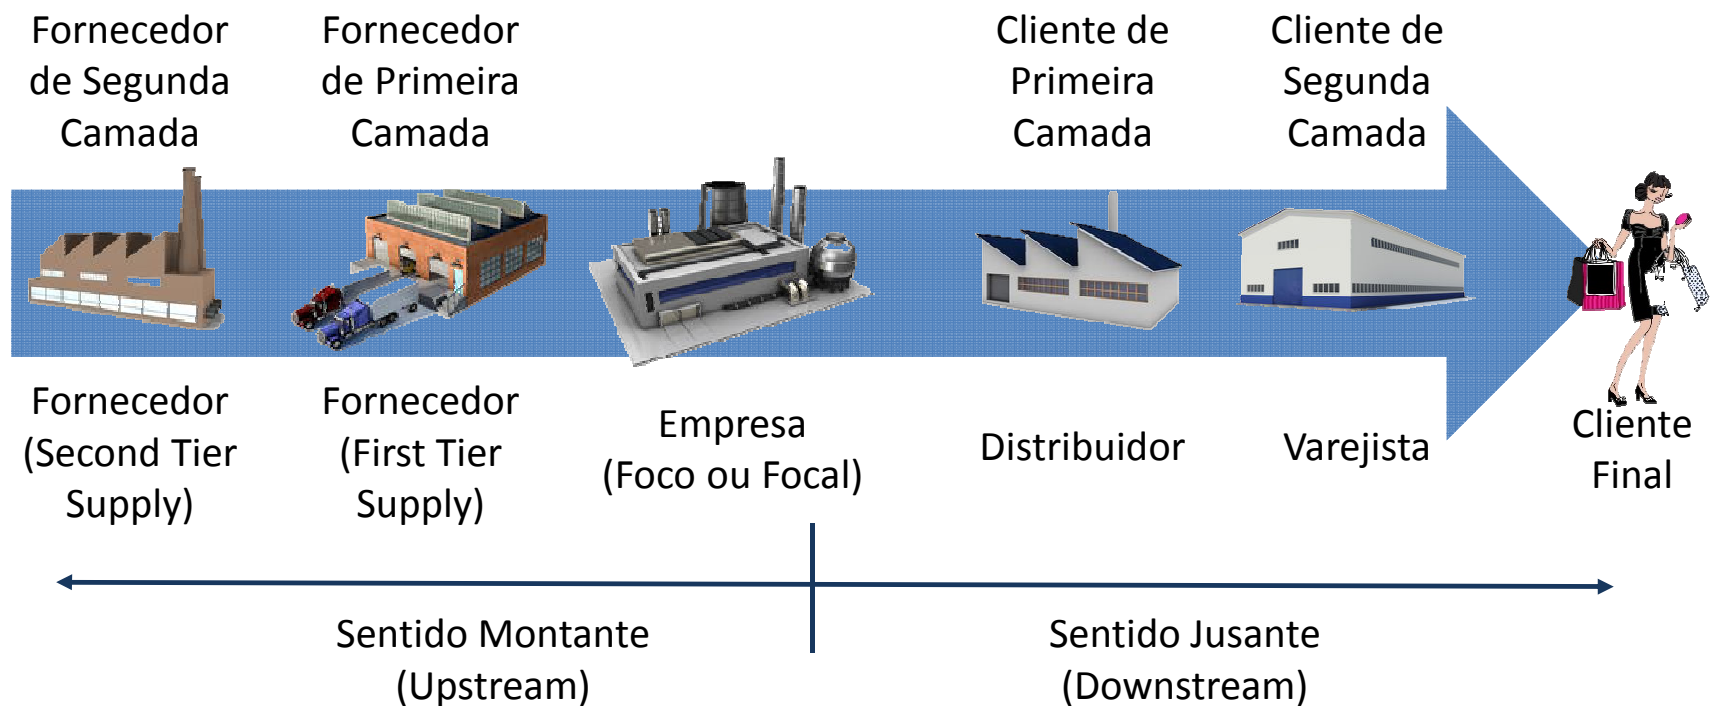 Fornecedor
de Segunda
Camada
Fornecedor
de Primeira
Camada
Cliente de
Primeira
Camada
Cliente de
Segunda
Camada
Fornecedor
(Second Tier
Supply)
Fornecedor
(First Tier
Supply)
Empresa
(Foco ou Focal)
Distribuidor
Varejista
Cliente
Final
Sentido Montante
(Upstream)
Sentido Jusante
(Downstream)